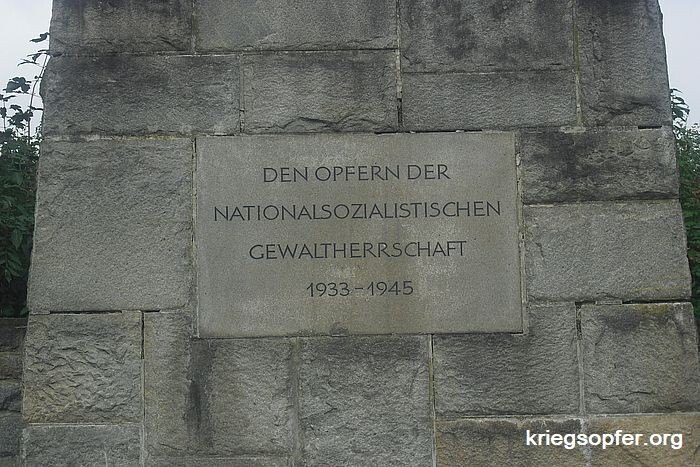 DEN OPFERN DER
NATIONALSOZIALISTISCHEN
GEWALTHERRSCHAFT
1933-1945
kriegsopfer.org